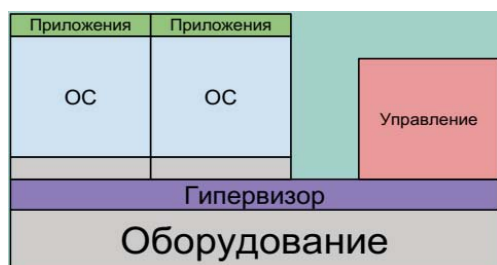 Приложения
Приложения
ОС
ОС
Управление
Гипервизор
Оборудование